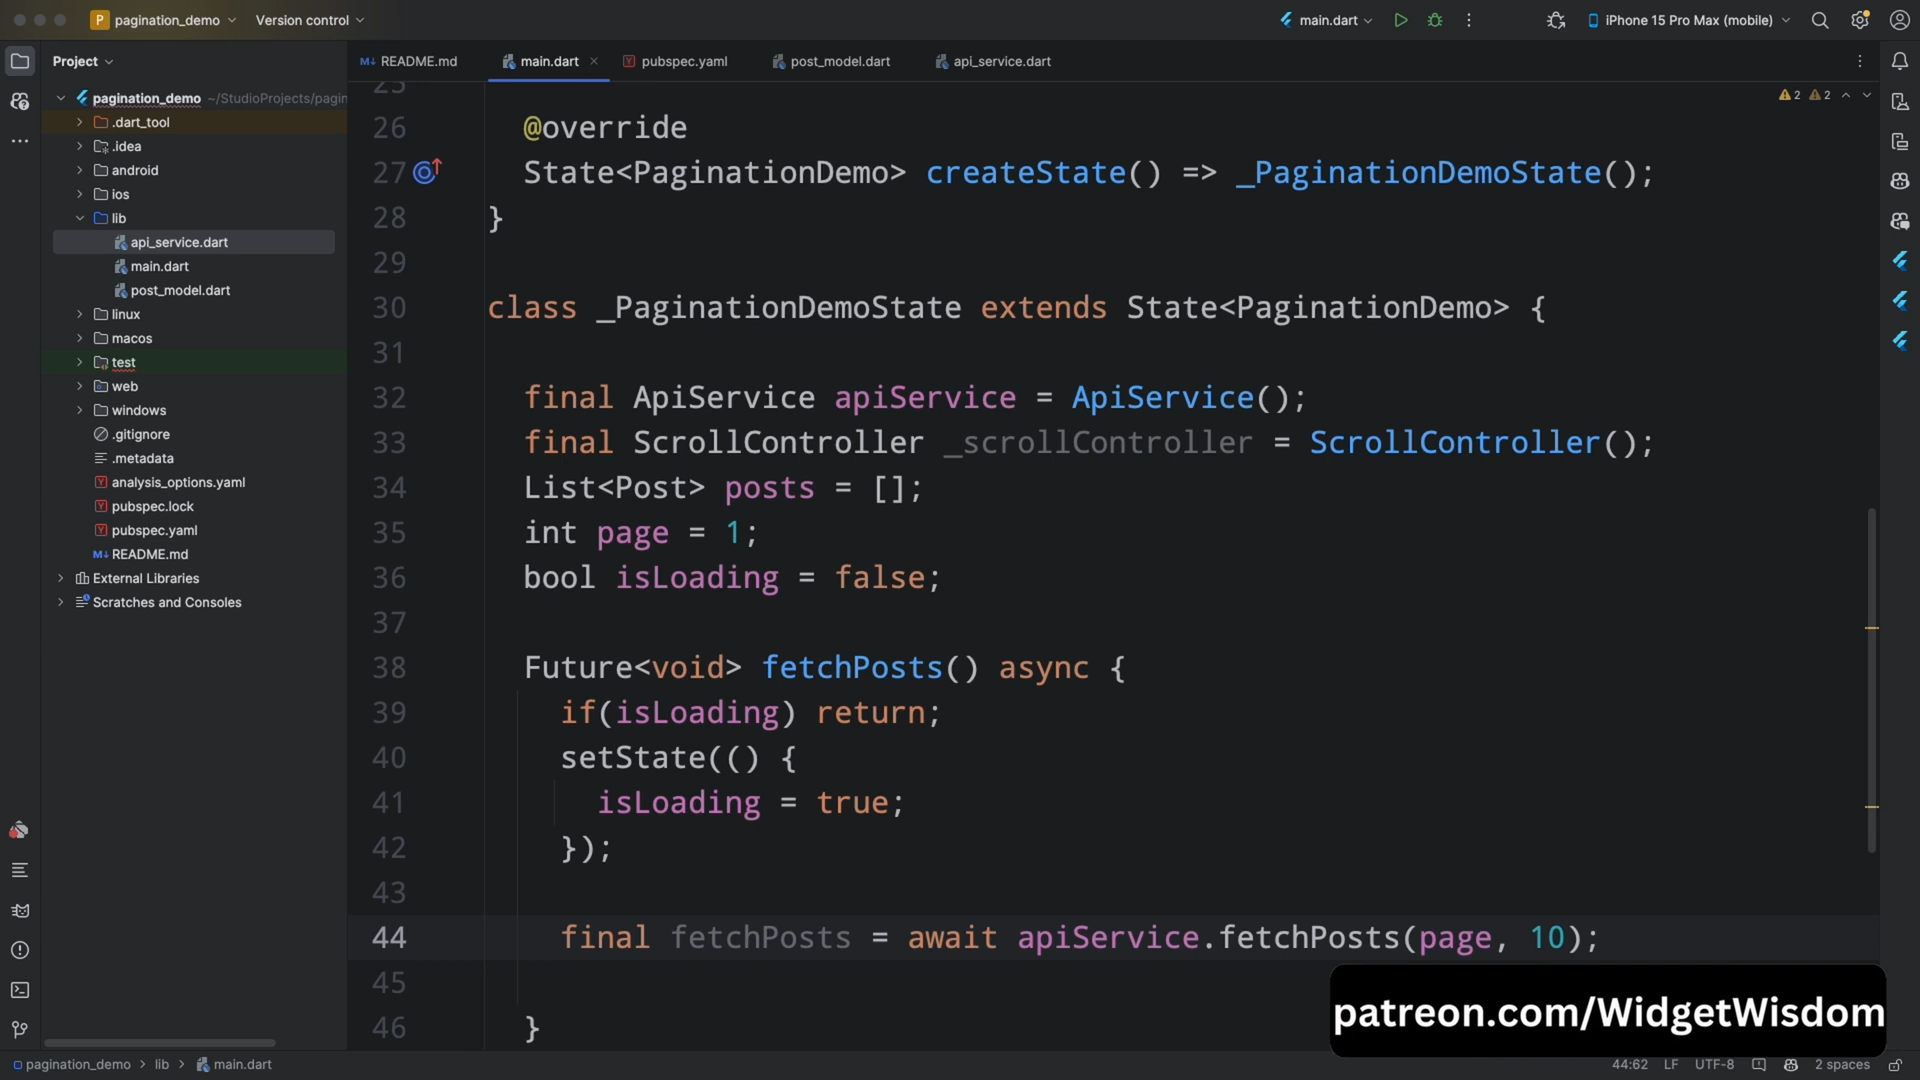 P pagination_demo Version control main.dart iPhone 15 Pro Max (mobile)
Project
README.md main.dart pubspec.yaml post_model.dart api_service.dart
pagination_demo ~/StudioProjects/pagin
.dart_tool
.idea
android
ios
lib
api_service.dart
main.dart
post_model.dart
linux
macos
test
web
windows
.gitignore
.metadata
analysis_options.yaml
pubspec.lock
pubspec.yaml
README.md
External Libraries
Scratches and Consoles
2 2
25
26 @override
27 State<PaginationDemo> createState() => _PaginationDemoState();
28 }
29
30 class _PaginationDemoState extends State<PaginationDemo> {
31
32 final ApiService apiService = ApiService();
33 final ScrollController _scrollController = ScrollController();
34 List<Post> posts = [];
35 int page = 1;
36 bool isLoading = false;
37
38 Future<void> fetchPosts() async {
39 if(isLoading) return;
40 setState(() {
41 isLoading = true;
42 });
43
44 final fetchPosts = await apiService.fetchPosts(page, 10);
45
46 }
patreon.com/WidgetWisdom
pagination_demo > lib > main.dart 44:62 LF UTF-8 2 spaces